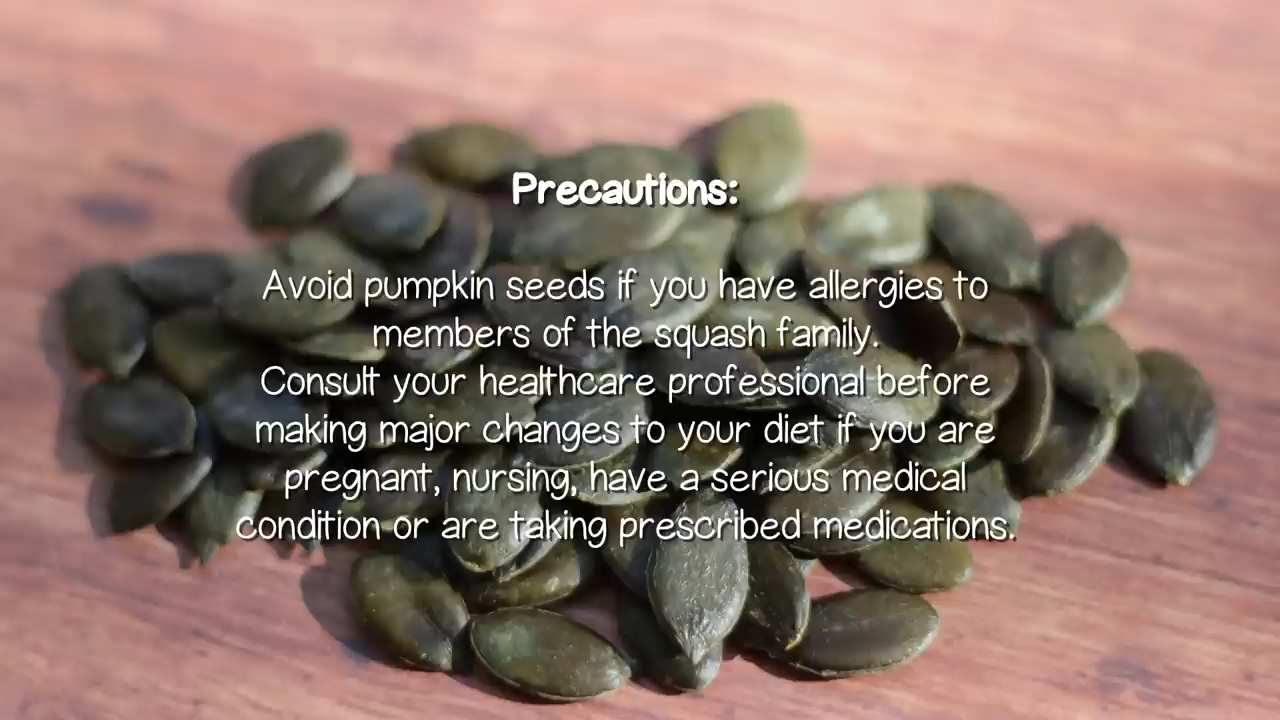 Precautions:
Avoid pumpkin seeds if you have allergies to
members of the squash family.
Consult your healthcare professional before
making major changes to your diet if you are
pregnant, nursing, have a serious medical
condition or are taking prescribed medications.